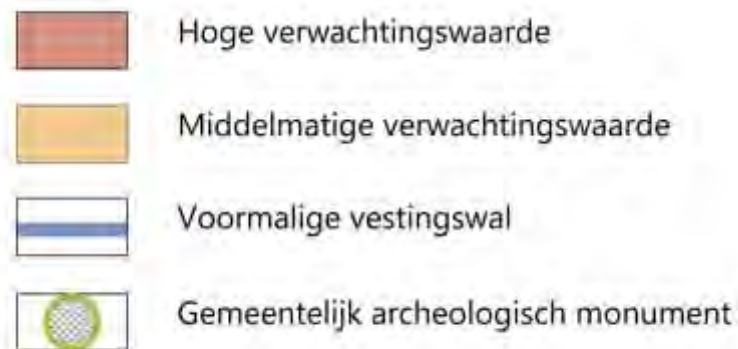 Hoge verwachtingswaarde
Middelmatige verwachtingswaarde
Voormalige vestingswal
Gemeentelijk archeologisch monument